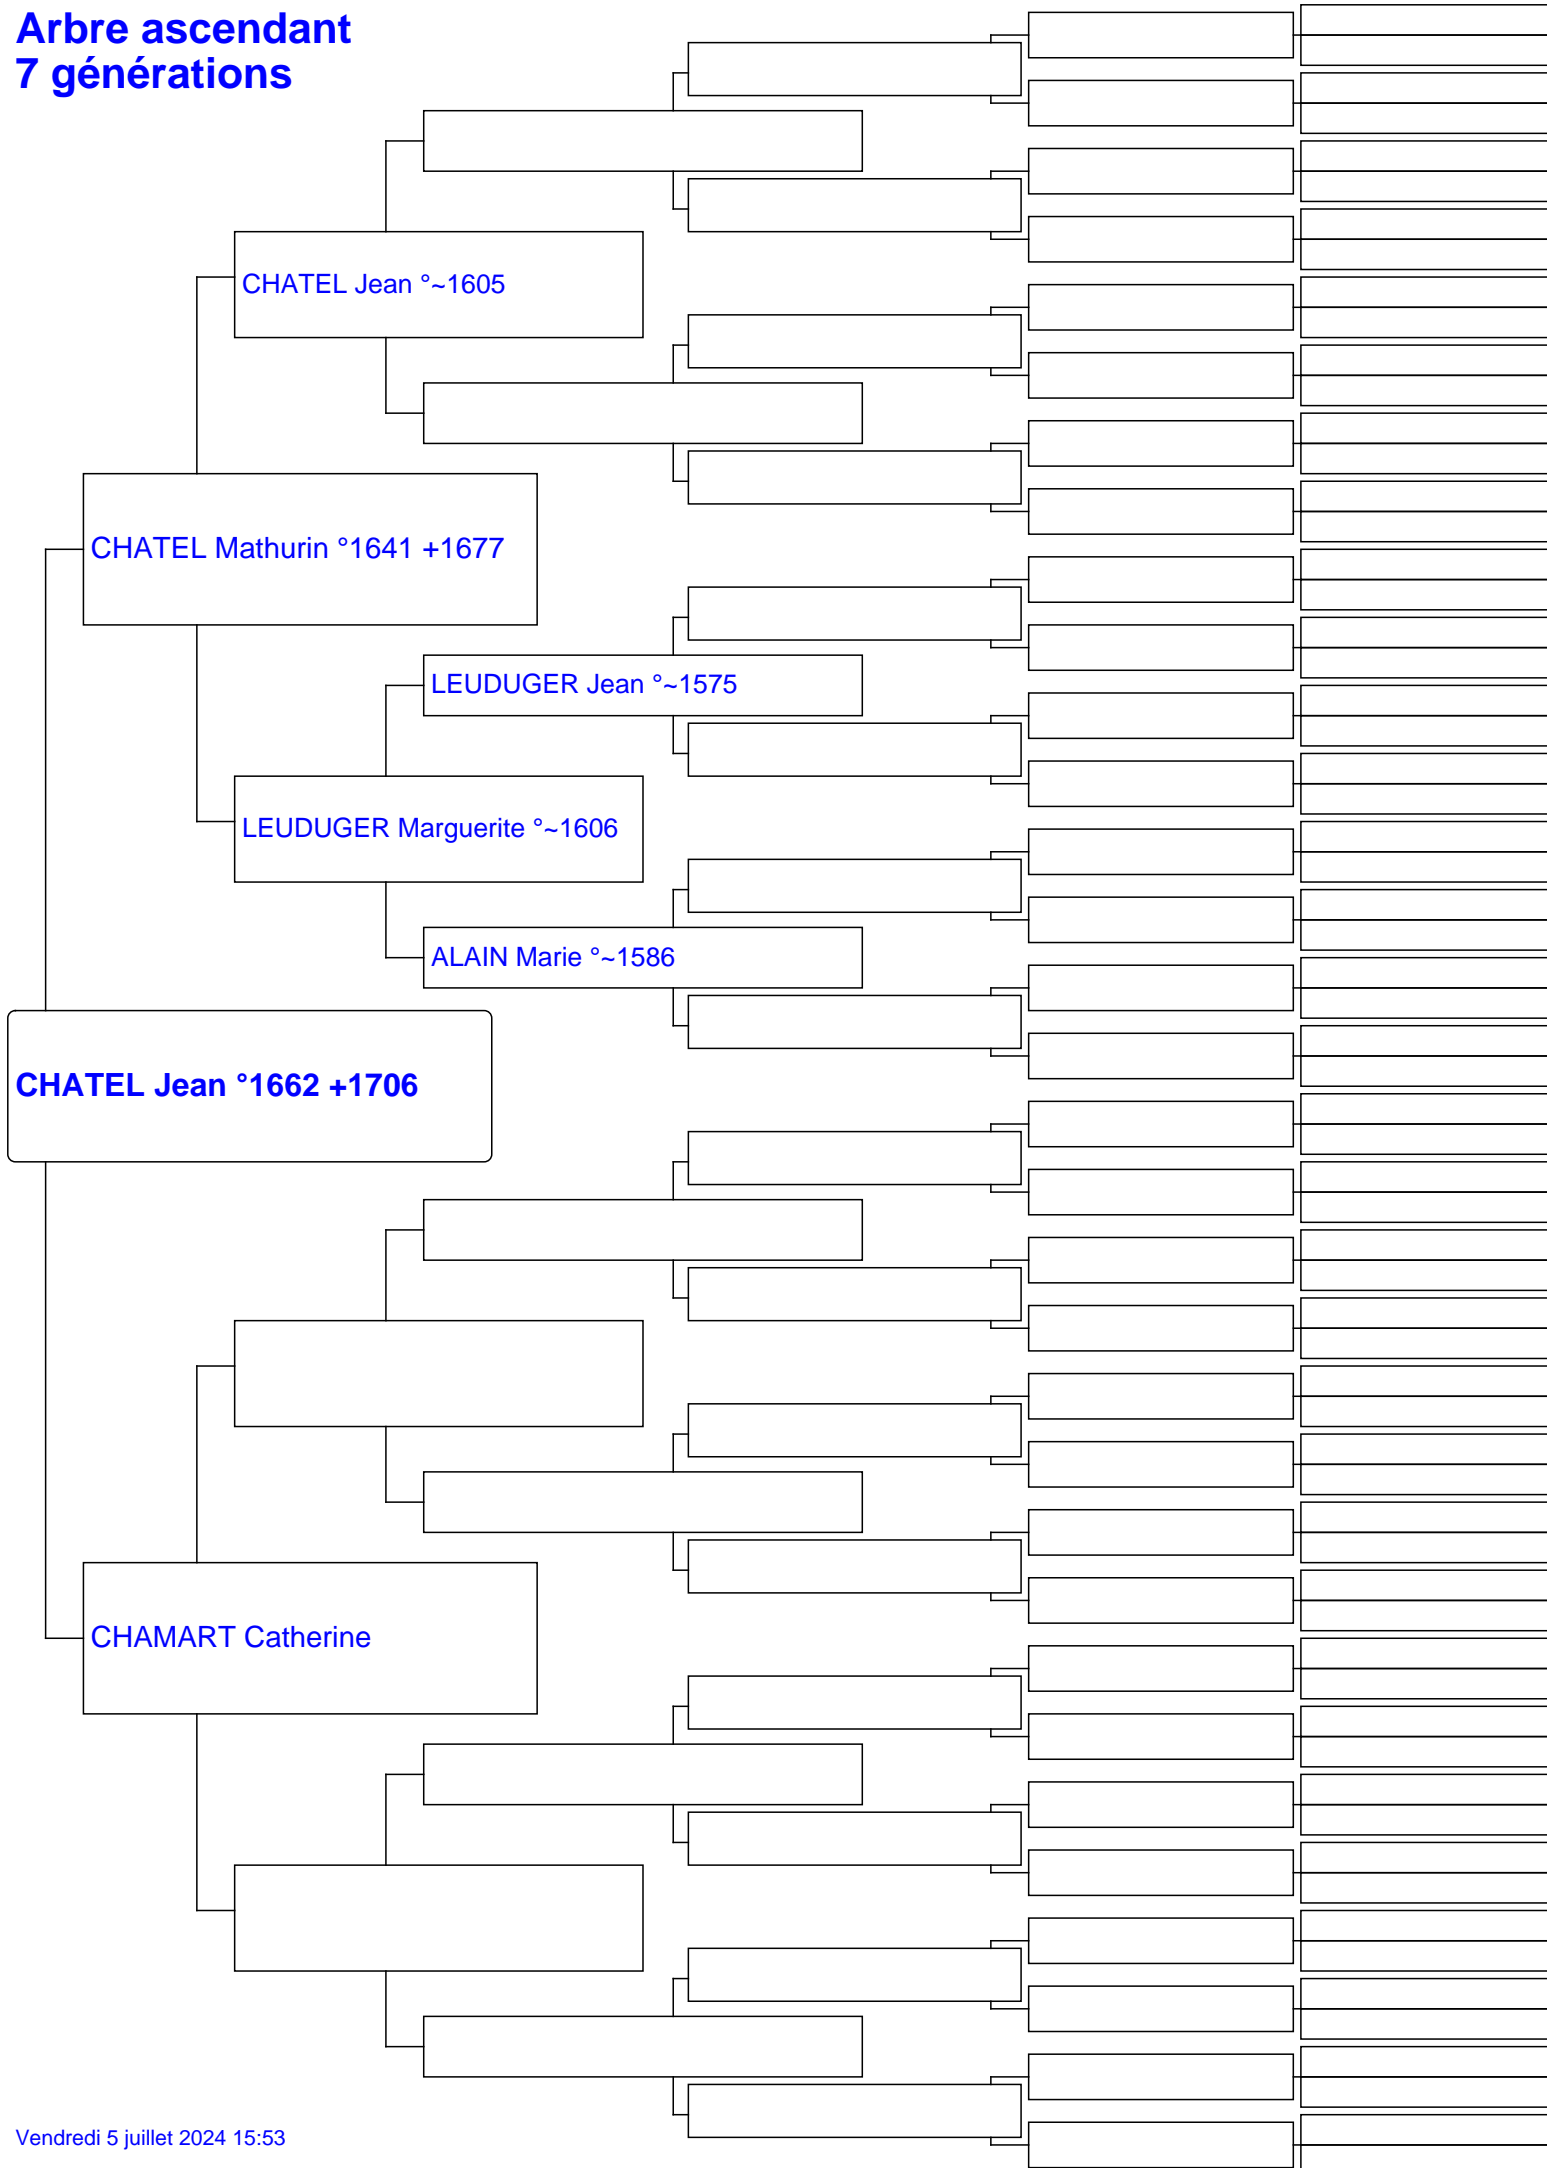 Arbre ascendant
7 générations
CHATEL Jean °~1605
CHATEL Mathurin °1641 +1677
LEUDUGER Jean °~1575
LEUDUGER Marguerite °~1606
ALAIN Marie °~1586
CHATEL Jean °1662 +1706
CHAMART Catherine
Vendredi 5 juillet 2024 15:53